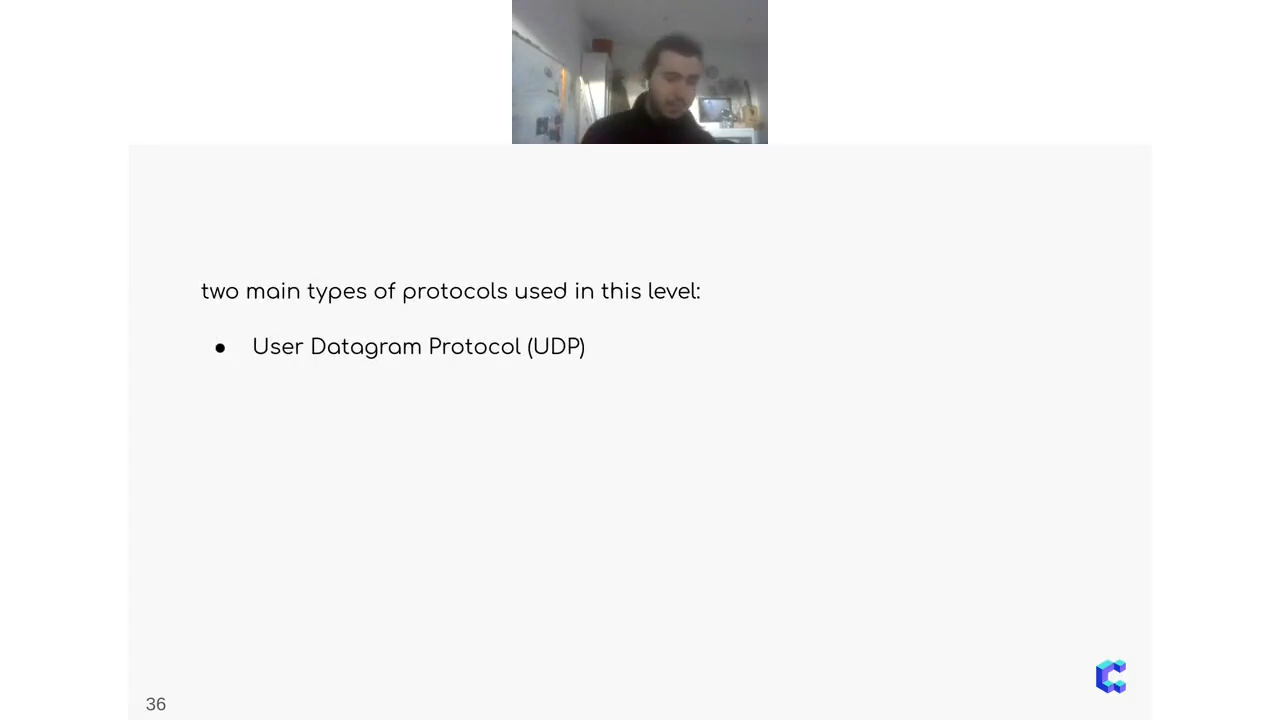 two main types of protocols used in this level:
● User Datagram Protocol (UDP)
36